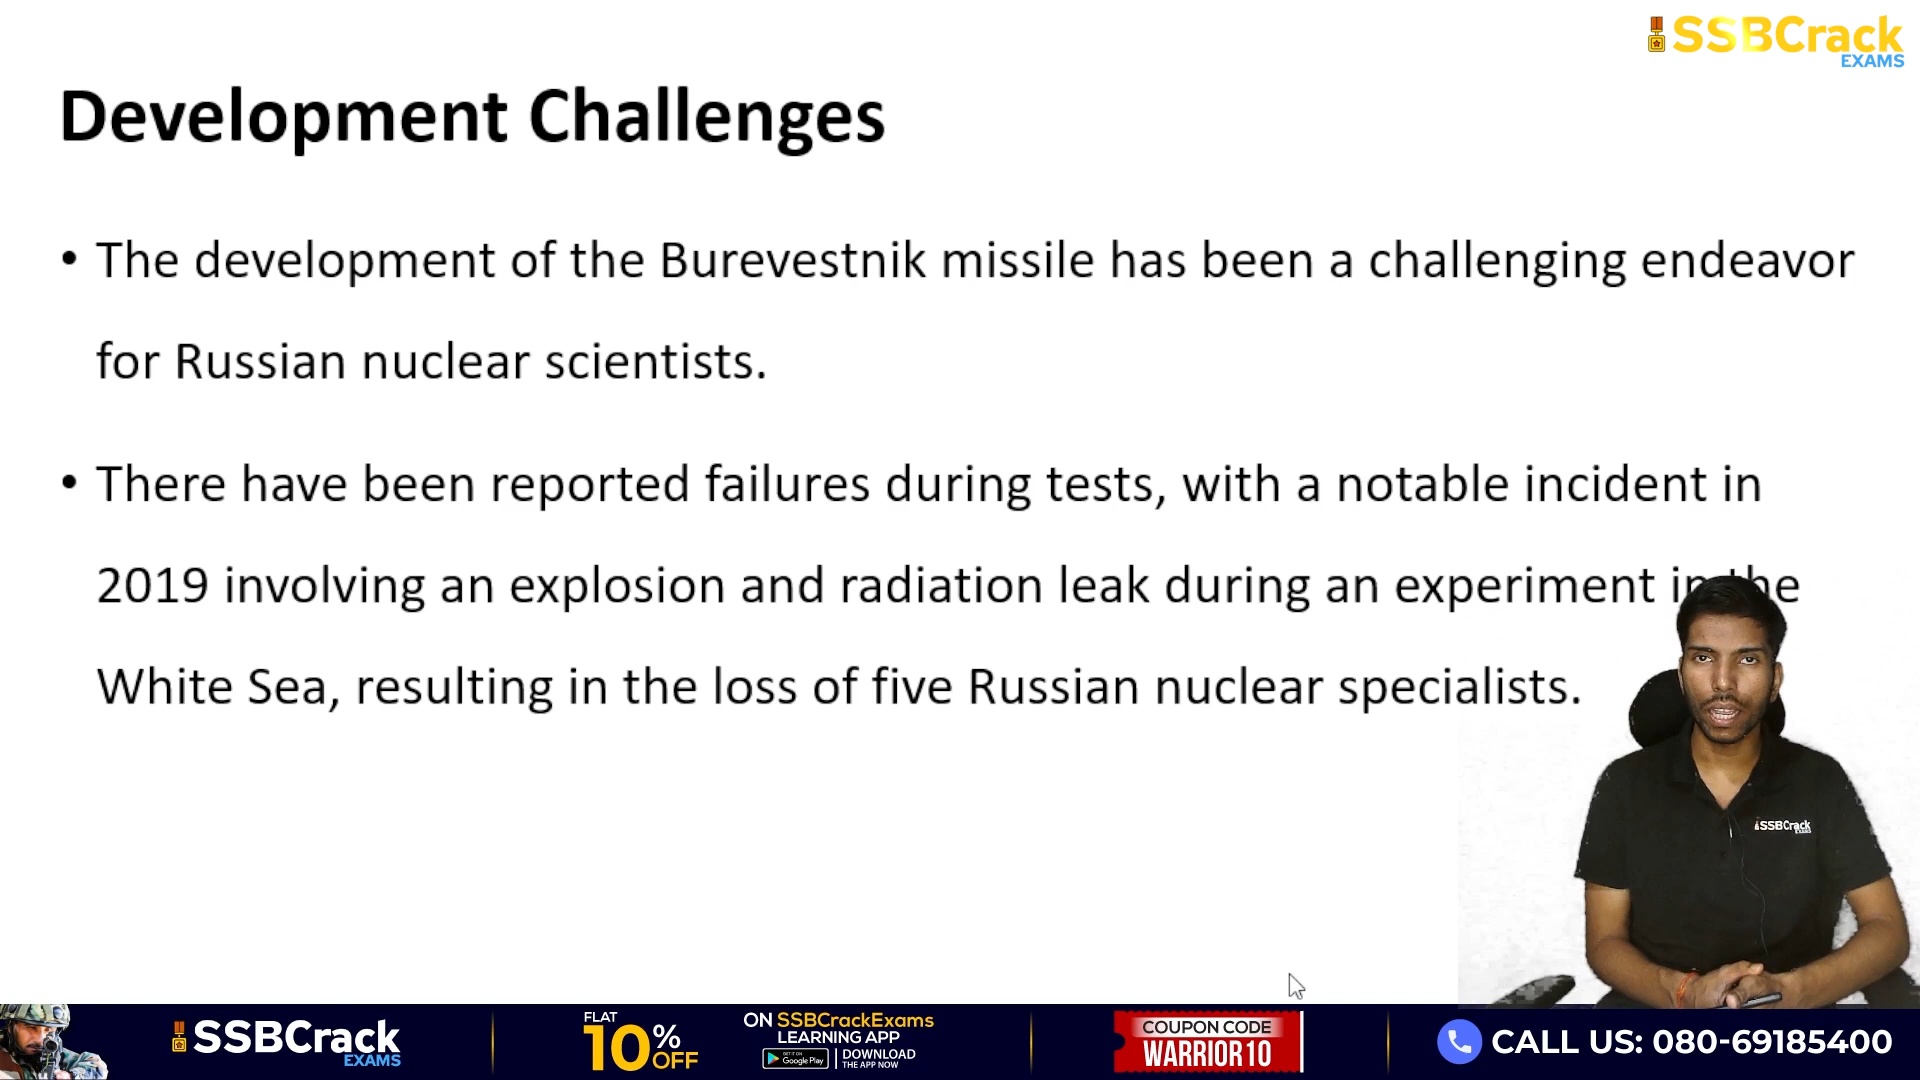 SSBCrack
EXAMS
Development Challenges
• The development of the Burevestnik missile has been a challenging endeavor
for Russian nuclear scientists.
• There have been reported failures during tests, with a notable incident in
2019 involving an explosion and radiation leak during an experiment in the
White Sea, resulting in the loss of five Russian nuclear specialists.
SSBCrack
EXAMS
SSBCrack
EXAMS
FLAT
10% OFF
ON SSBCrackExams
LEARNING APP
GET IT ON
Google Play
DOWNLOAD
THE APP NOW
COUPON CODE
WARRIOR10
CALL US: 080-69185400